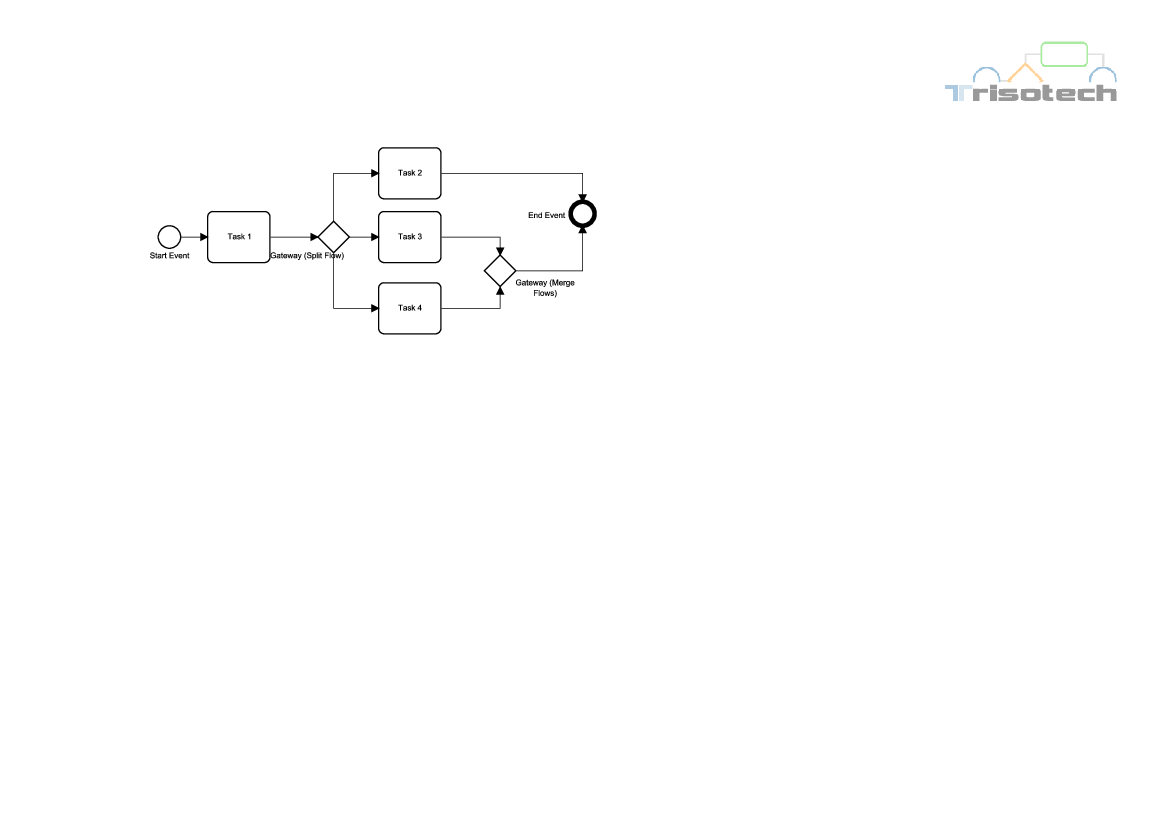 Trisotech
Task 2
End Event
Task 1
Task 3
Start Event
Gateway (Split Flow)
Gateway (Merge
Flows)
Task 4